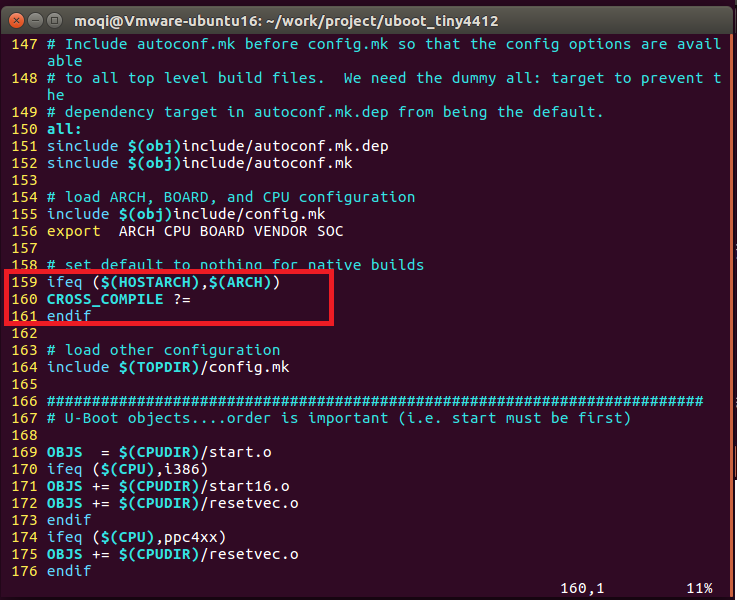 moqi@Vmware-ubuntu16: ~/work/project/uboot_tiny4412
147 # Include autoconf.mk before config.mk so that the config options are avail
able
148 # to all top level build files.  We need the dummy all: target to prevent t
he
149 # dependency target in autoconf.mk.dep from being the default.
150 all:
151 sinclude $(obj)include/autoconf.mk.dep
152 sinclude $(obj)include/autoconf.mk
153
154 # load ARCH, BOARD, and CPU configuration
155 include $(obj)include/config.mk
156 export  ARCH CPU BOARD VENDOR SOC
157
158 # set default to nothing for native builds
159 ifeq ($(HOSTARCH),$(ARCH))
160 CROSS_COMPILE ?=
161 endif
162
163 # load other configuration
164 include $(TOPDIR)/config.mk
165
166 #########################################################################
167 # U-Boot objects....order is important (i.e. start must be first)
168
169 OBJS  = $(CPUDIR)/start.o
170 ifeq ($(CPU),i386)
171 OBJS += $(CPUDIR)/start16.o
172 OBJS += $(CPUDIR)/resetvec.o
173 endif
174 ifeq ($(CPU),ppc4xx)
175 OBJS += $(CPUDIR)/resetvec.o
176 endif
160,1 11%